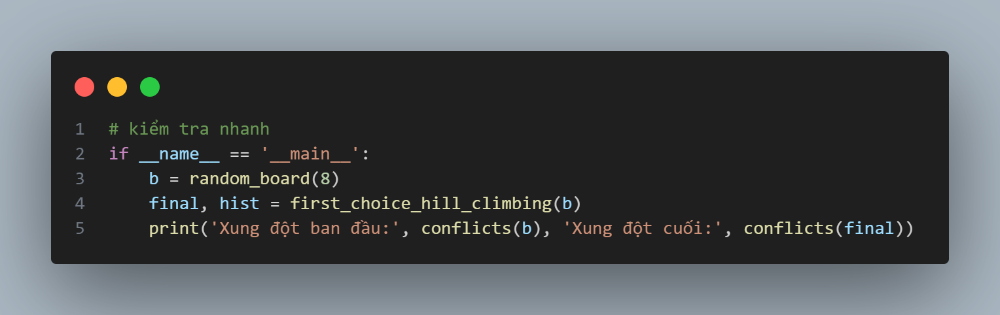 1 # kiểm tra nhanh
2 if __name__ == '__main__':
3     b = random_board(8)
4     final, hist = first_choice_hill_climbing(b)
5     print('Xung đột ban đầu:', conflicts(b), 'Xung đột cuối:', conflicts(final))